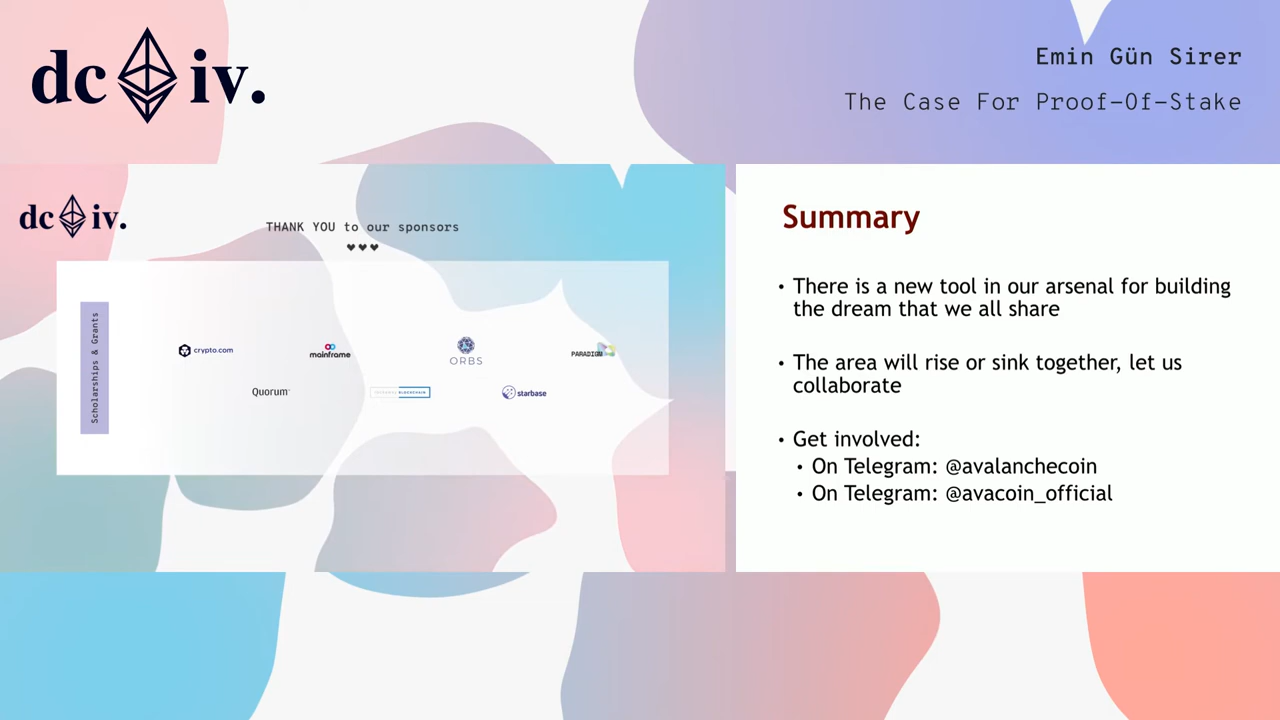 dc iv.
Emin Gün Sirer
The Case For Proof-Of-Stake
dc iv.
THANK YOU to our sponsors
♥♥♥
Scholarships & Grants
crypto.com
mainframe
ORBS
PARADIGM
Quorum
BLOCKCHAIN
starbase
Summary
• There is a new tool in our arsenal for building
the dream that we all share
• The area will rise or sink together, let us
collaborate
• Get involved:
• On Telegram: @avalanchecoin
• On Telegram: @avacoin_official